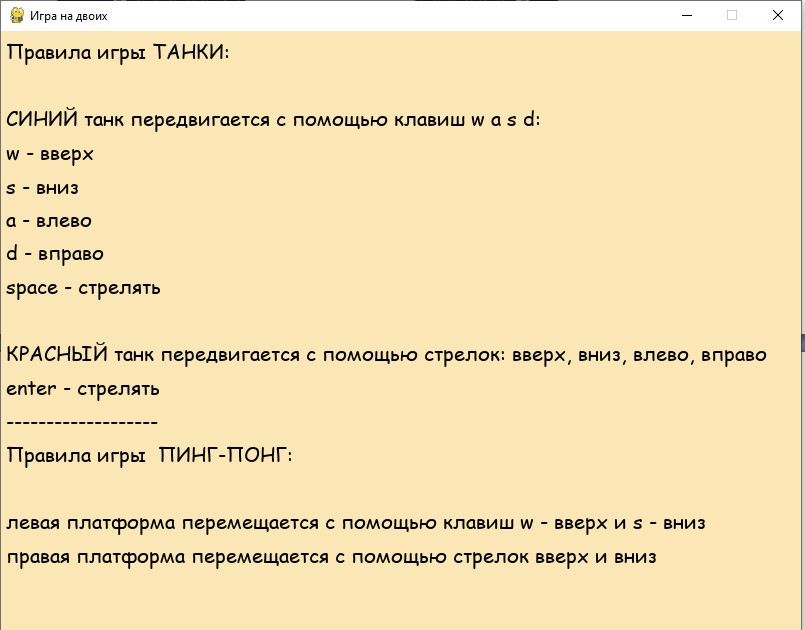 Игра на двоих
Правила игры ТАНКИ:
СИНИЙ танк передвигается с помощью клавиш w a s d:
w - вверх
s - вниз
a - влево
d - вправо
space - стрелять
КРАСНЫЙ танк передвигается с помощью стрелок: вверх, вниз, влево, вправо
enter - стрелять
-------------------
Правила игры  ПИНГ-ПОНГ:
левая платформа перемещается с помощью клавиш w - вверх и s - вниз
правая платформа перемещается с помощью стрелок вверх и вниз